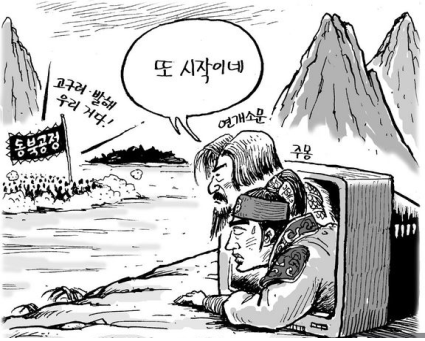 또 시작이네
고구려·발해
우리 거다!
동북공정
연개소문
주몽